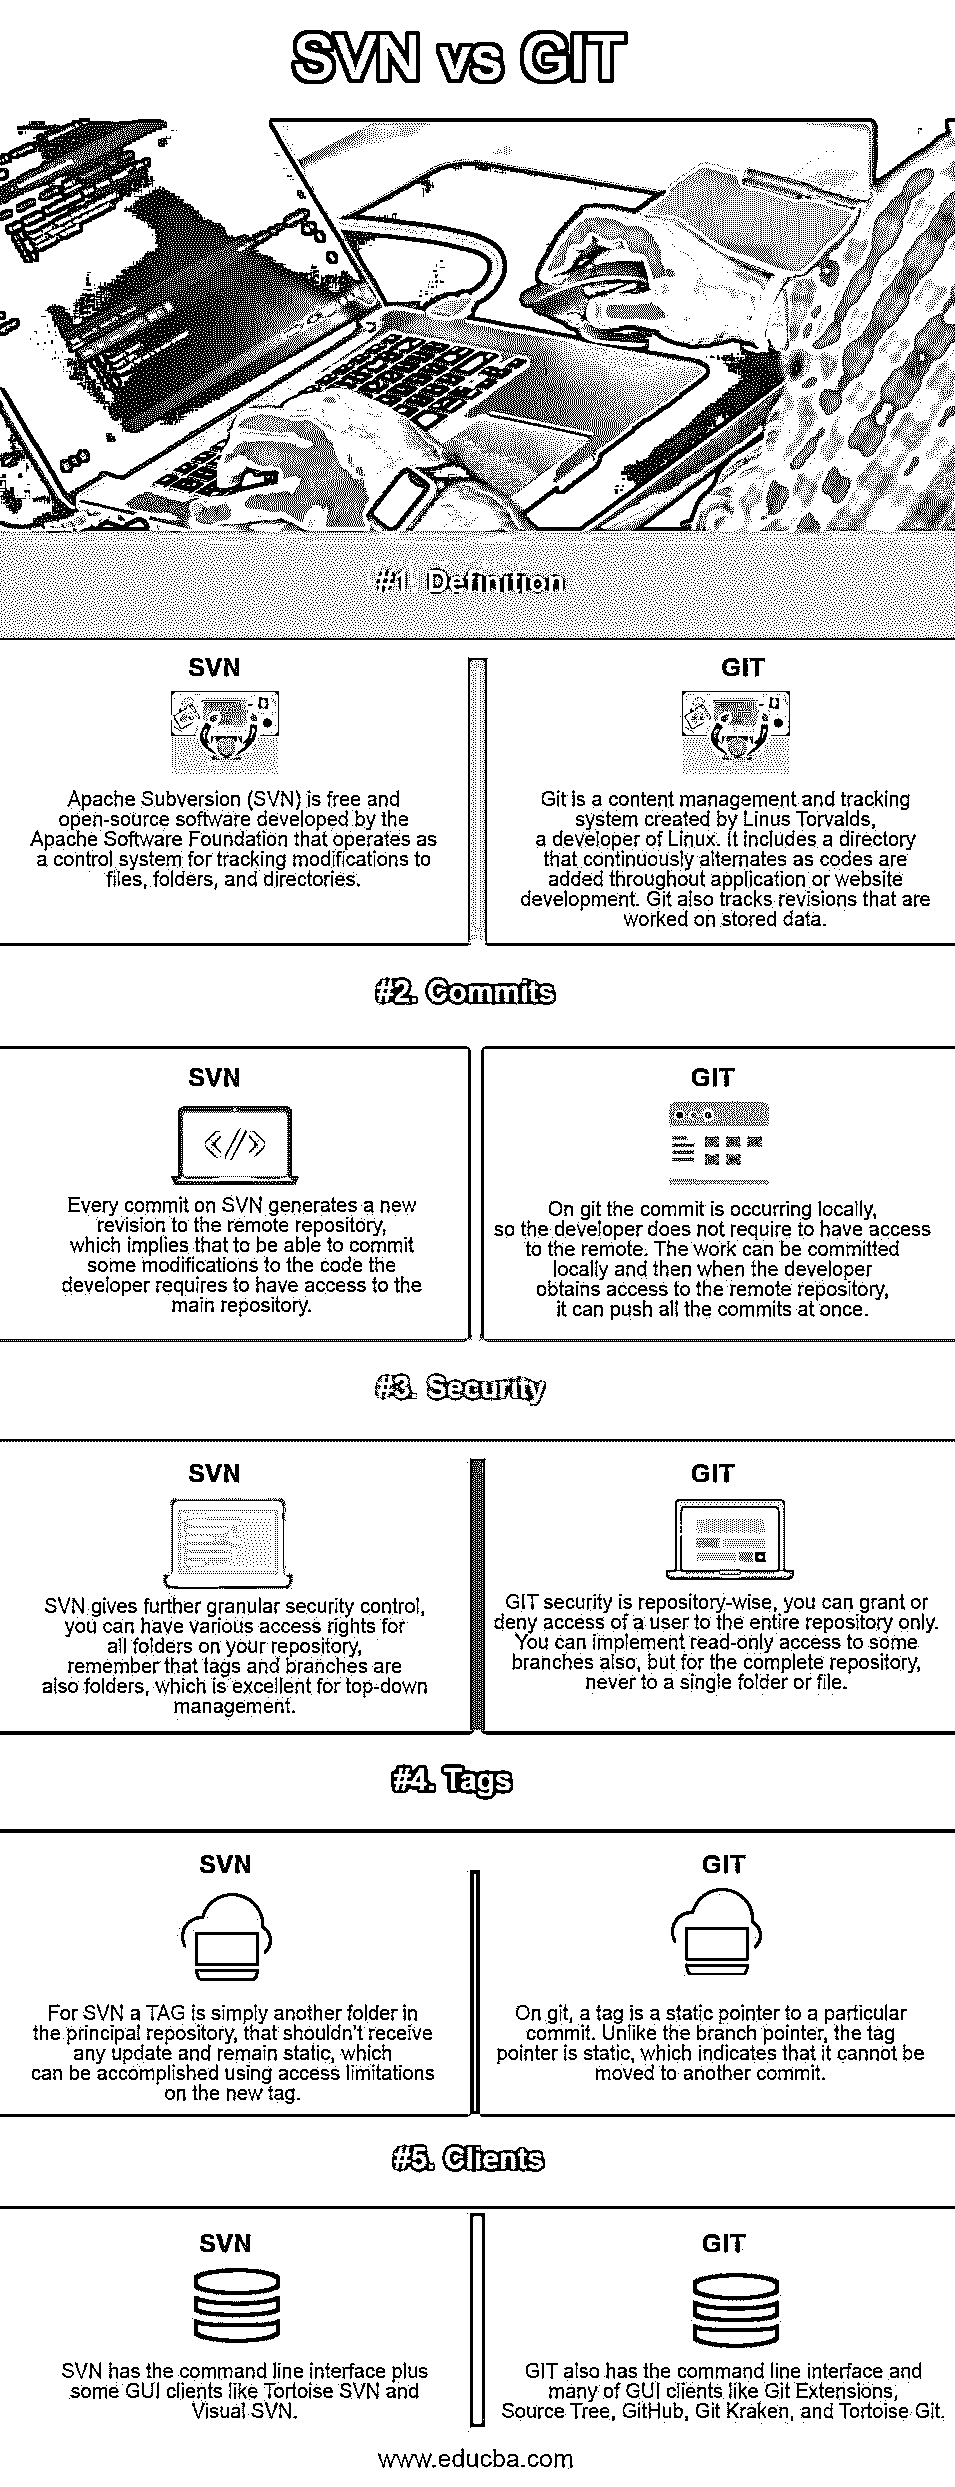 SVN vs GIT
#1. Definition
SVN
Apache Subversion (SVN) is free and
open-source software developed by the
Apache Software Foundation that operates as
a control system for tracking modifications to
files, folders, and directories.
GIT
Git is a content management and tracking
system created by Linus Torvalds,
a developer of Linux. It includes a directory
that continuously alternates as codes are
added throughout application or website
development. Git also tracks revisions that are
worked on stored data.
#2. Commits
SVN
Every commit on SVN generates a new
revision to the remote repository,
which implies that to be able to commit
some modifications to the code the
developer requires to have access to the
main repository.
GIT
On git the commit is occurring locally,
so the developer does not require to have access
to the remote. The work can be committed
locally and then when the developer
obtains access to the remote repository,
it can push all the commits at once.
#3. Security
SVN
SVN gives further granular security control,
you can have various access rights for
all folders on your repository,
remember that tags and branches are
also folders, which is excellent for top-down
management.
GIT
GIT security is repository-wise, you can grant or
deny access of a user to the entire repository only.
You can implement read-only access to some
branches also, but for the complete repository,
never to a single folder or file.
#4. Tags
SVN
For SVN a TAG is simply another folder in
the principal repository, that shouldn't receive
any update and remain static, which
can be accomplished using access limitations
on the new tag.
GIT
On git, a tag is a static pointer to a particular
commit. Unlike the branch pointer, the tag
pointer is static, which indicates that it cannot be
moved to another commit.
#5. Clients
SVN
SVN has the command line interface plus
some GUI clients like Tortoise SVN and
Visual SVN.
GIT
GIT also has the command line interface and
many of GUI clients like Git Extensions,
Source Tree, GitHub, Git Kraken, and Tortoise Git.
www.educba.com